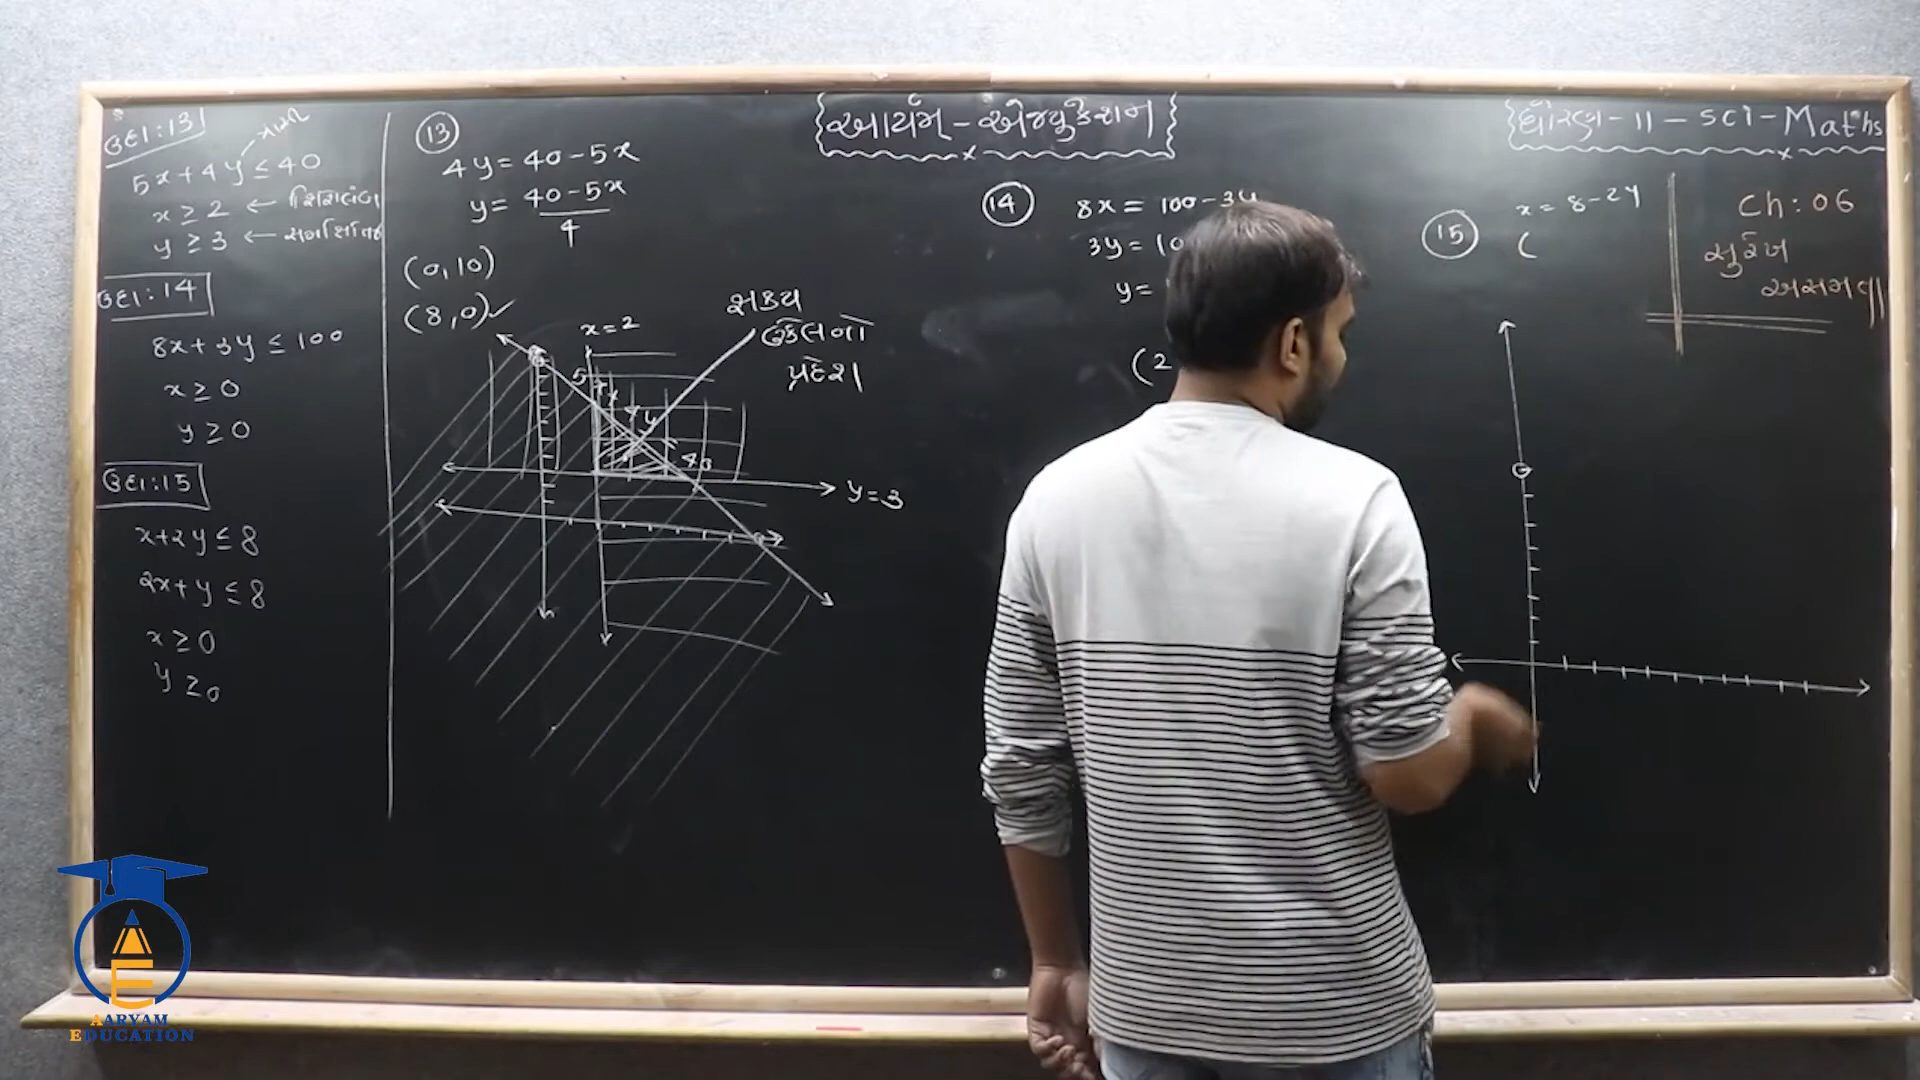 ઉદા:13
5x+4y≤40
x≥2 ←
y≥3 ←
ઉદા:14
8x+3y≤100
x≥0
y≥0
ઉદા:15
x+2y≤8
2x+y≤8
x≥0
y≥0
13
4y=40-5x
y=40-5x
4
(0,10)
(8,0)✓
x=2
y=3
શક્ય
ઉકેલનો
પ્રદેશ
આર્યમ-એજ્યુકેશન
14
8x=100-3y
3y=10
y=
(2
15
x=8-2y
(
ધોરણ-11-SCI-Maths
Ch:06
સુરેખ
અસમતા
AARYAM
EDUCATION